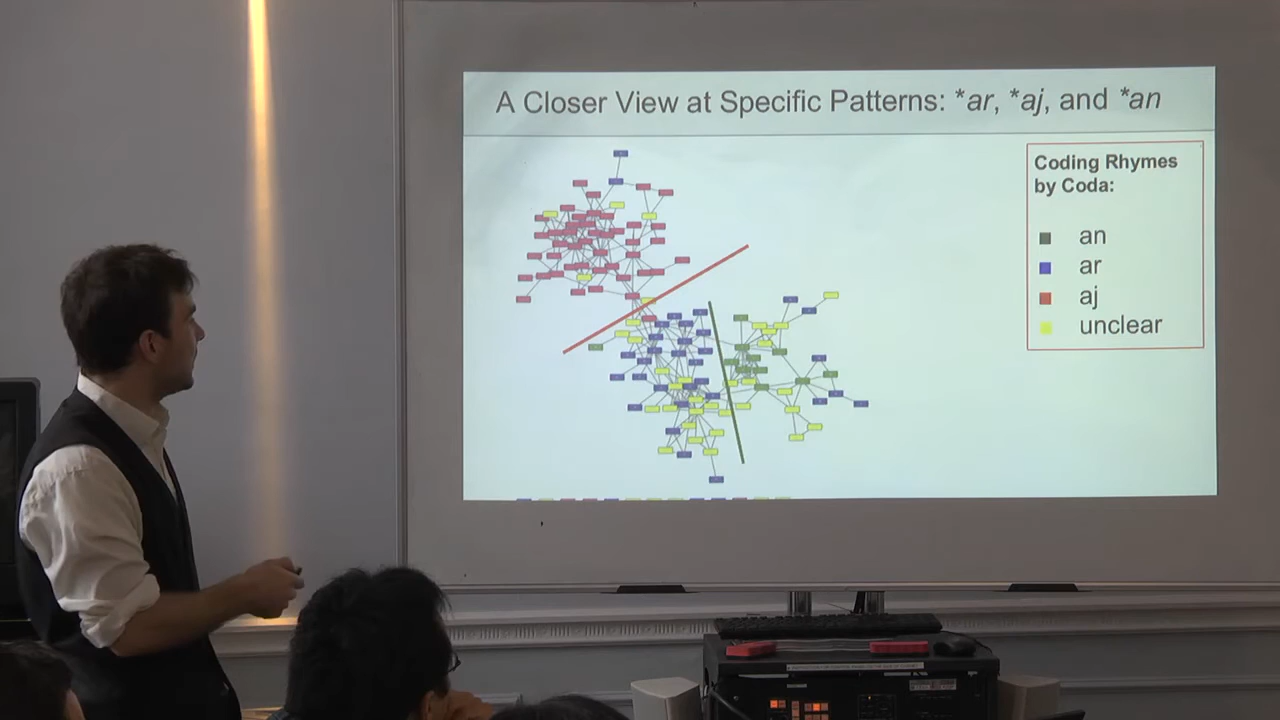 A Closer View at Specific Patterns: *ar, *aj, and *an
Coding Rhymes
by Coda:
an
ar
aj
unclear